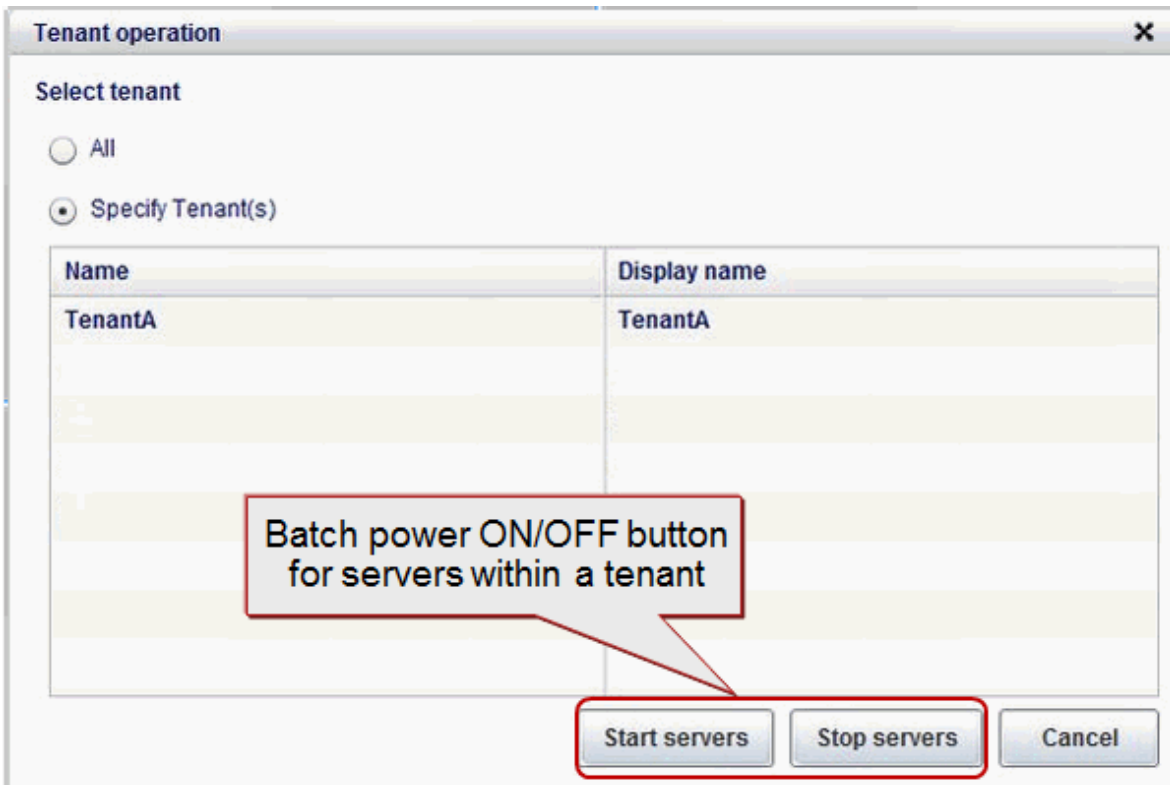 Tenant operation
Select tenant
All
Specify Tenant(s)
Name Display name
TenantA TenantA
Batch power ON/OFF button
for servers within a tenant
Start servers Stop servers Cancel